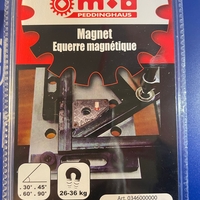 PEDDINGHAUS
Magnet
Equerre magnétique
30° 45°
60° 90°
26-36 kg
Art. 0346000000